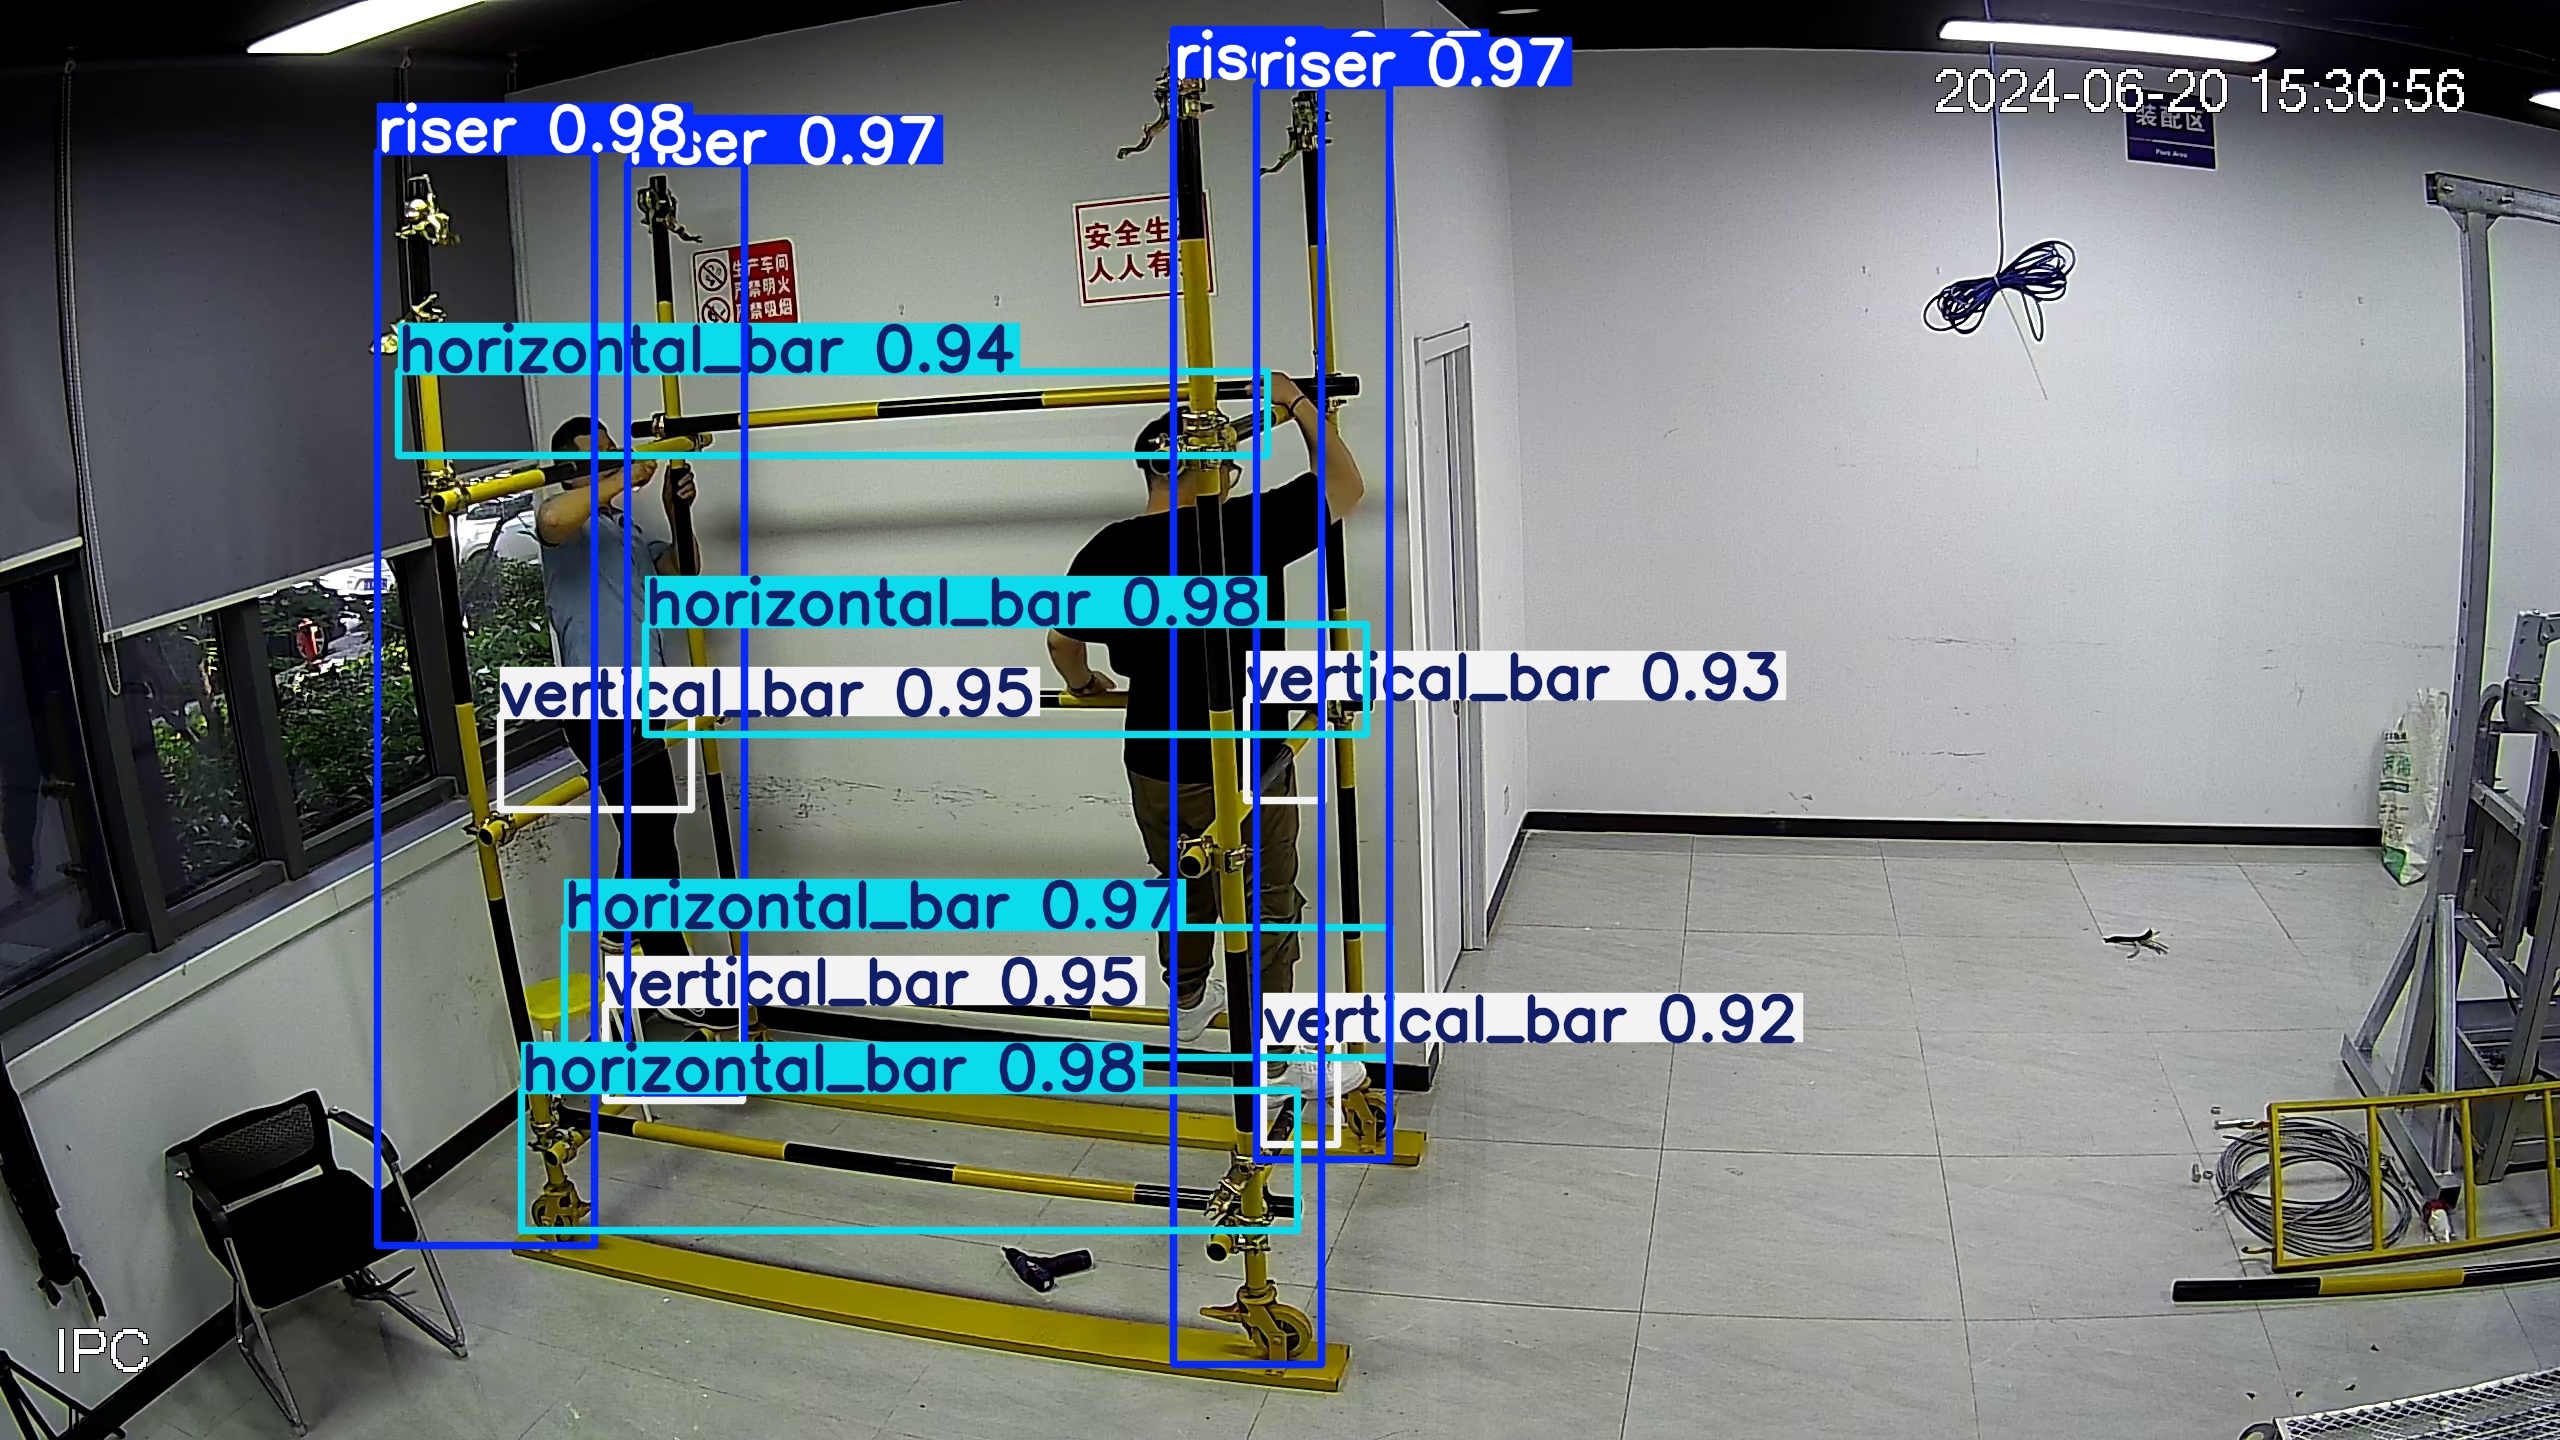 riser 0.97
2024-06-20 15:30:56
装配区
Part Area
riser 0.98
riser 0.97
安全生
人人有
生产车间
严禁明火
严禁吸烟
horizontal_bar 0.94
horizontal_bar 0.98
vertical_bar 0.95
vertical_bar 0.93
horizontal_bar 0.97
vertical_bar 0.95
vertical_bar 0.92
horizontal_bar 0.98
IPC